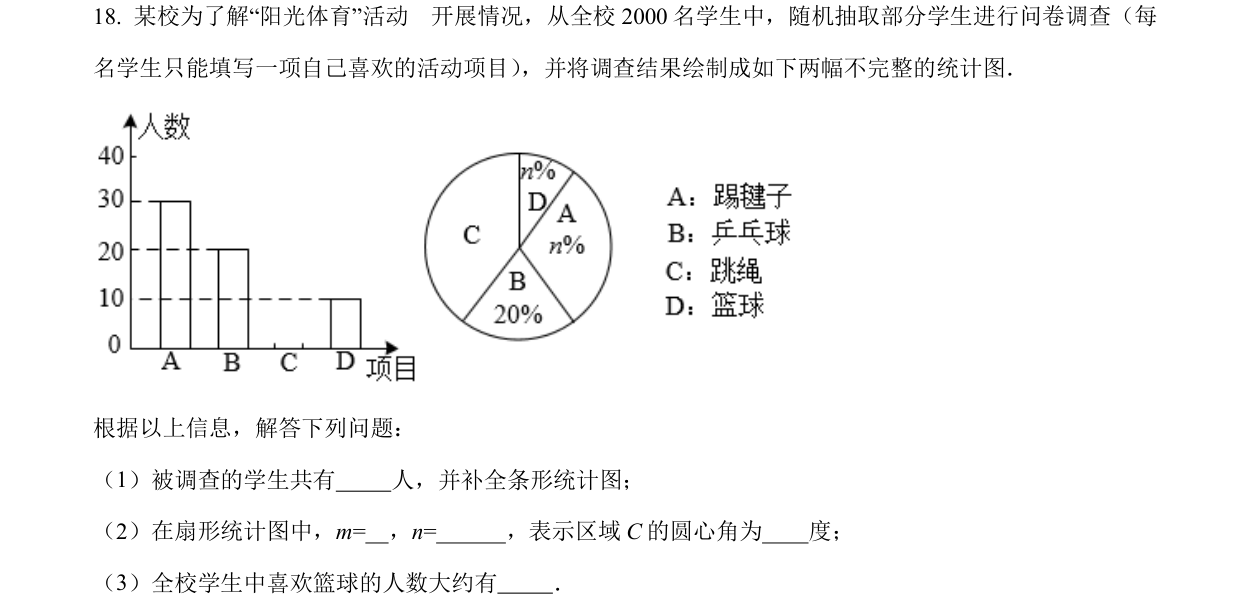 18. 某校为了解“阳光体育”活动 开展情况，从全校 2000 名学生中，随机抽取部分学生进行问卷调查（每
名学生只能填写一项自己喜欢的活动项目），并将调查结果绘制成如下两幅不完整的统计图．
人数
40
30
20
10
0
A B C D 项目
n%
D
A
n%
C
B
20%
A：踢毽子
B：乒乓球
C：跳绳
D：篮球
根据以上信息，解答下列问题：
（1）被调查的学生共有_____人，并补全条形统计图；
（2）在扇形统计图中，m=__，n=______，表示区域 C 的圆心角为____度；
（3）全校学生中喜欢篮球的人数大约有_____．